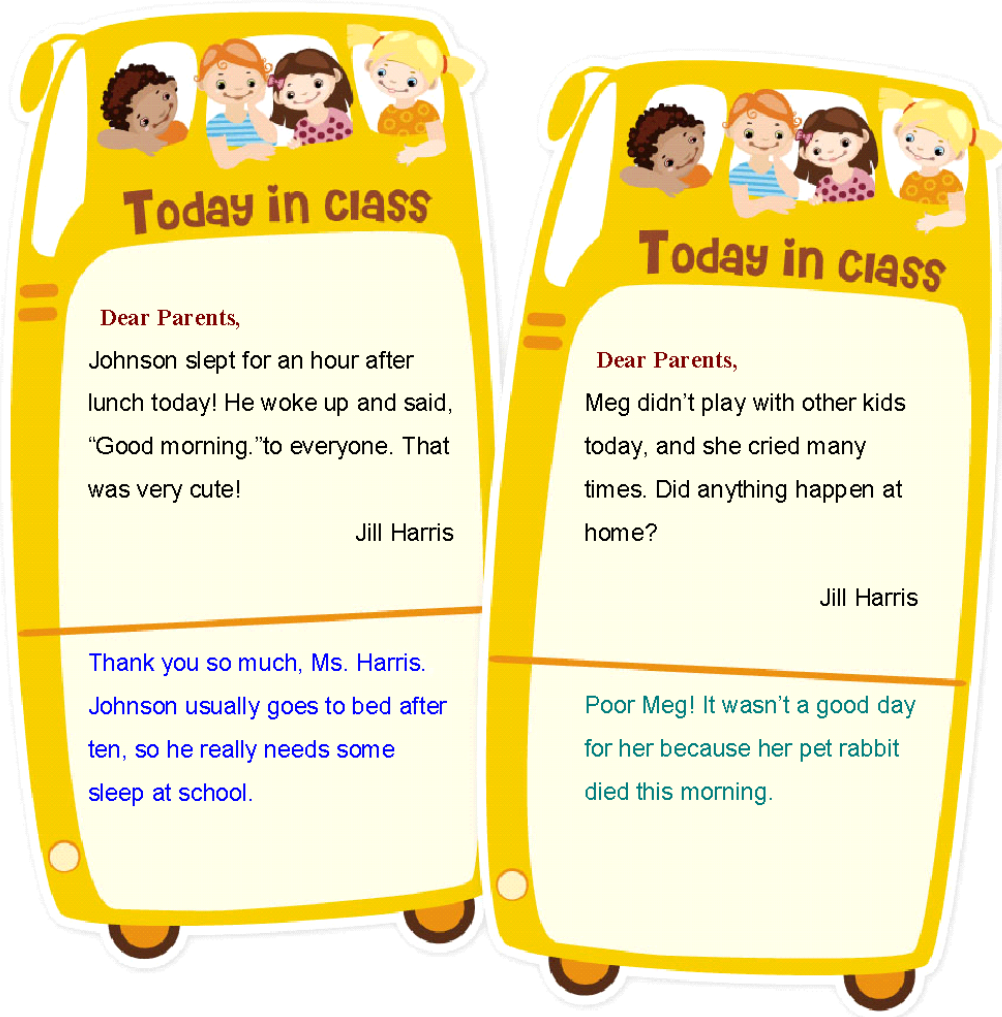 Today in class
Dear Parents,
Johnson slept for an hour after
lunch today! He woke up and said,
“Good morning.”to everyone. That
was very cute!
Jill Harris
Thank you so much, Ms. Harris.
Johnson usually goes to bed after
ten, so he really needs some
sleep at school.
Today in class
Dear Parents,
Meg didn’t play with other kids
today, and she cried many
times. Did anything happen at
home?
Jill Harris
Poor Meg! It wasn’t a good day
for her because her pet rabbit
died this morning.